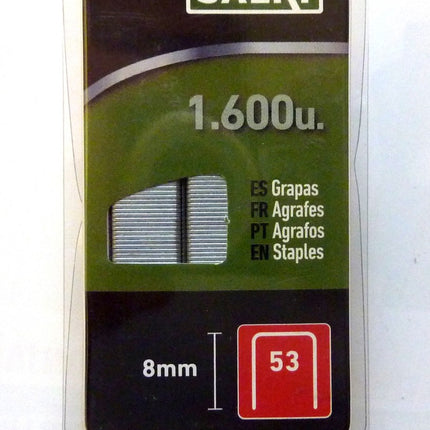 1.600u.
ES Grapas
FR Agrafes
PT Agrafos
EN Staples
8mm
53